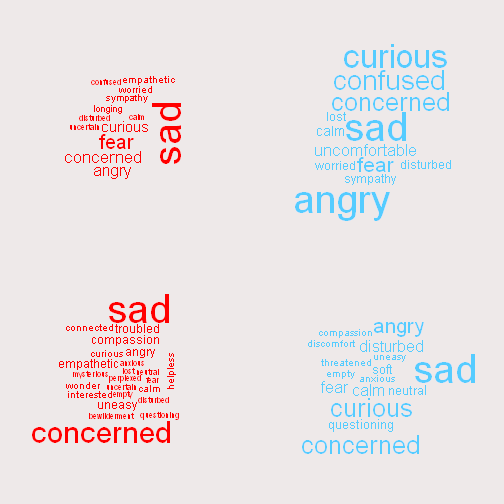 confused empathetic
worried
sympathy
longing
disturbed calm
uncertain curious
sad
fear
concerned
angry
curious
confused
concerned
lost
calm sad
uncomfortable
worried fear disturbed
sympathy
angry
sad
connected troubled
compassion
curious angry
empathetic anxious
helpless
lost neutral
mysterious perplexed fear
wonder uncertain calm
interested empty
uneasy disturbed
bewilderment questioning
concerned
compassion angry
discomfort disturbed
uneasy
threatened soft sad
empty anxious
fear calm neutral
curious
questioning
concerned